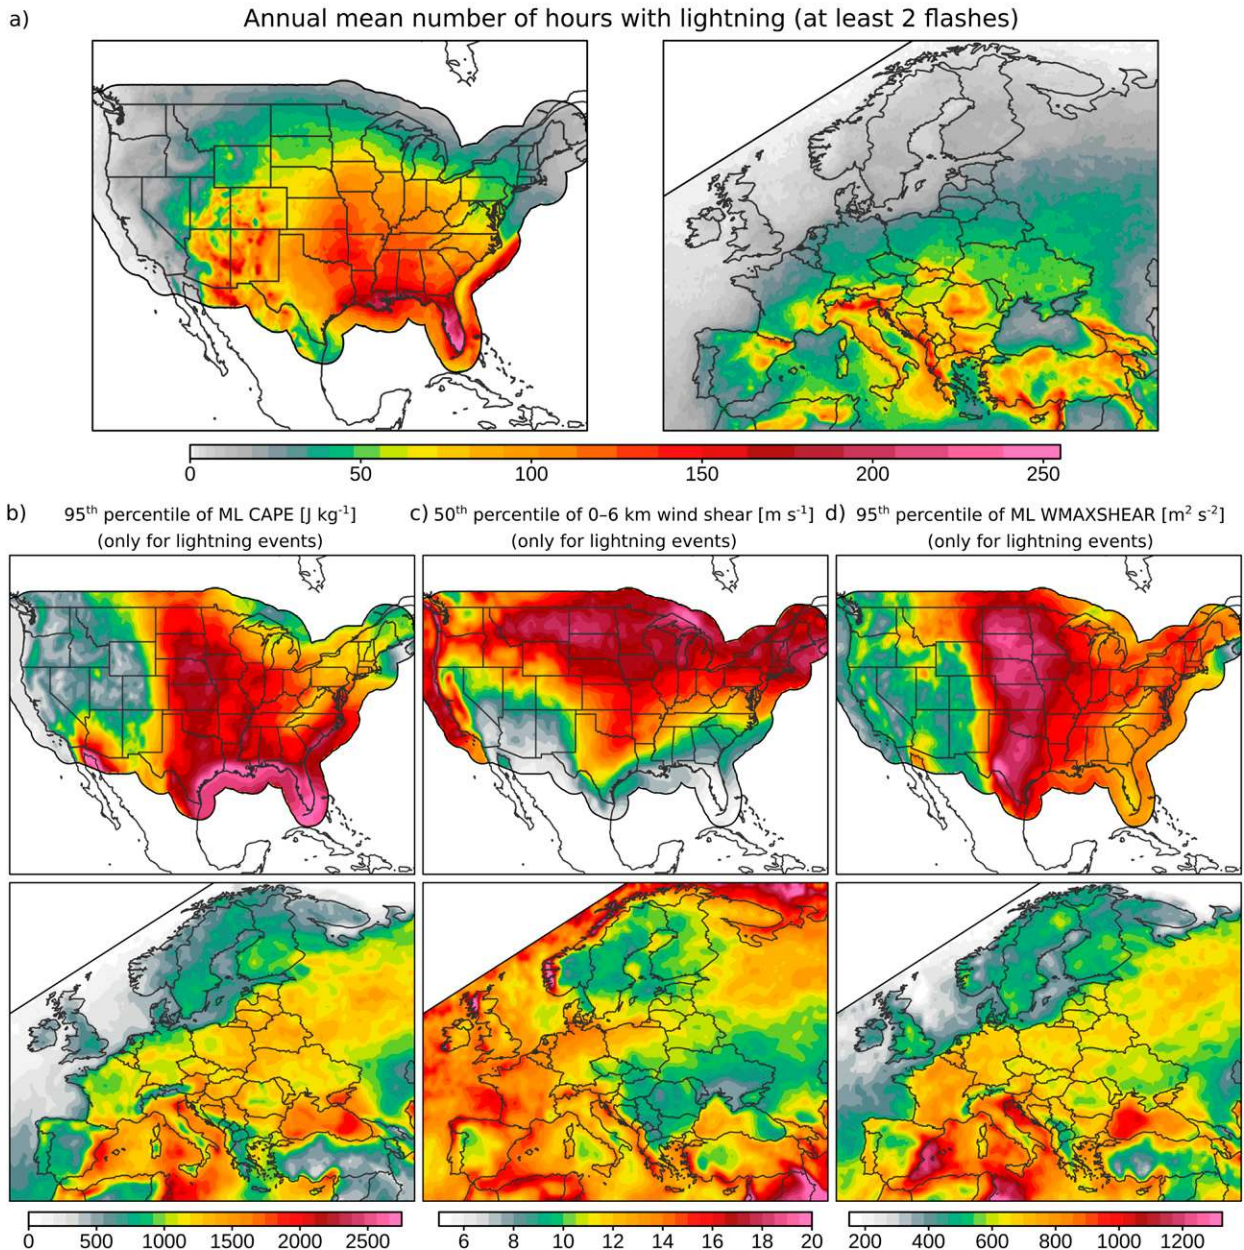 a) Annual mean number of hours with lightning (at least 2 flashes)
0 50 100 150 200 250
b) 95th percentile of ML CAPE [J kg⁻¹]
(only for lightning events)
c) 50th percentile of 0–6 km wind shear [m s⁻¹]
(only for lightning events)
d) 95th percentile of ML WMAXSHEAR [m² s⁻²]
(only for lightning events)
0 500 1000 1500 2000 2500
6 8 10 12 14 16 18 20
200 400 600 800 1000 1200